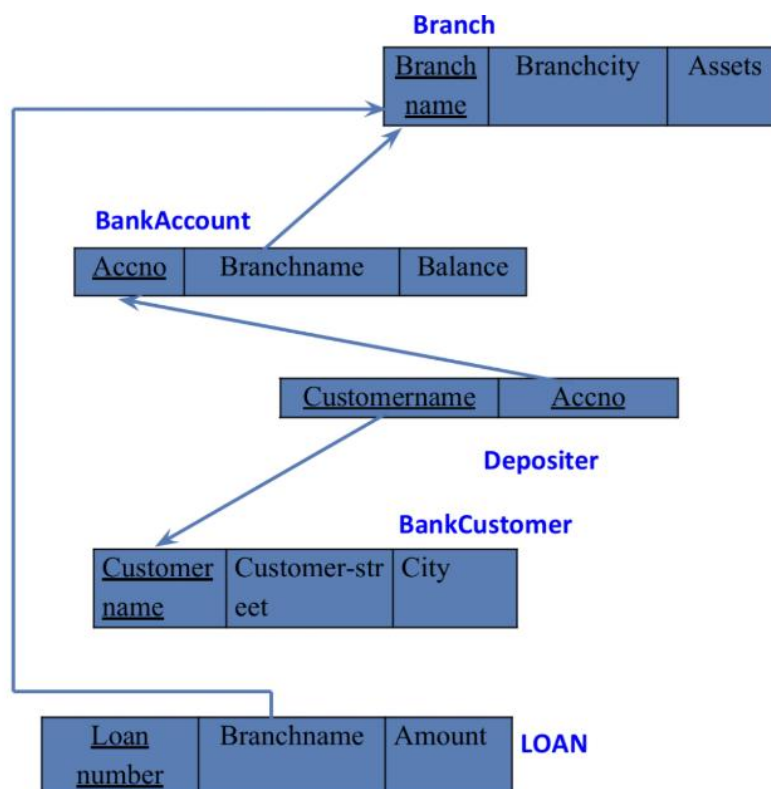 Branch
Branch Branchcity Assets
name
BankAccount
Accno Branchname Balance
Customername Accno
Depositer
BankCustomer
Customer Customer-str City
name eet
Loan Branchname Amount
number
LOAN